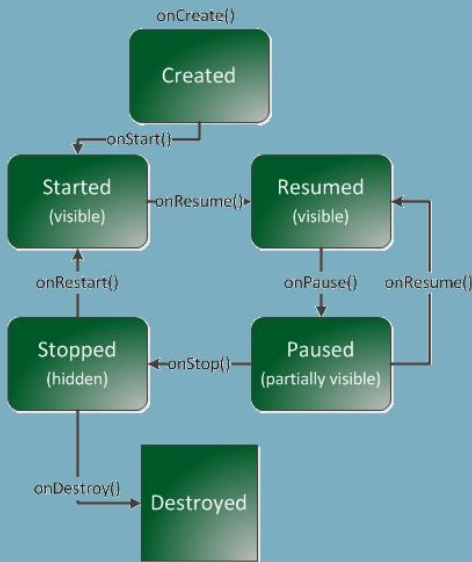 onCreate()
Created
onStart()
Started
(visible)
onResume()
Resumed
(visible)
onRestart()
onPause()
onResume()
Stopped
(hidden)
onStop()
Paused
(partially visible)
onDestroy()
Destroyed